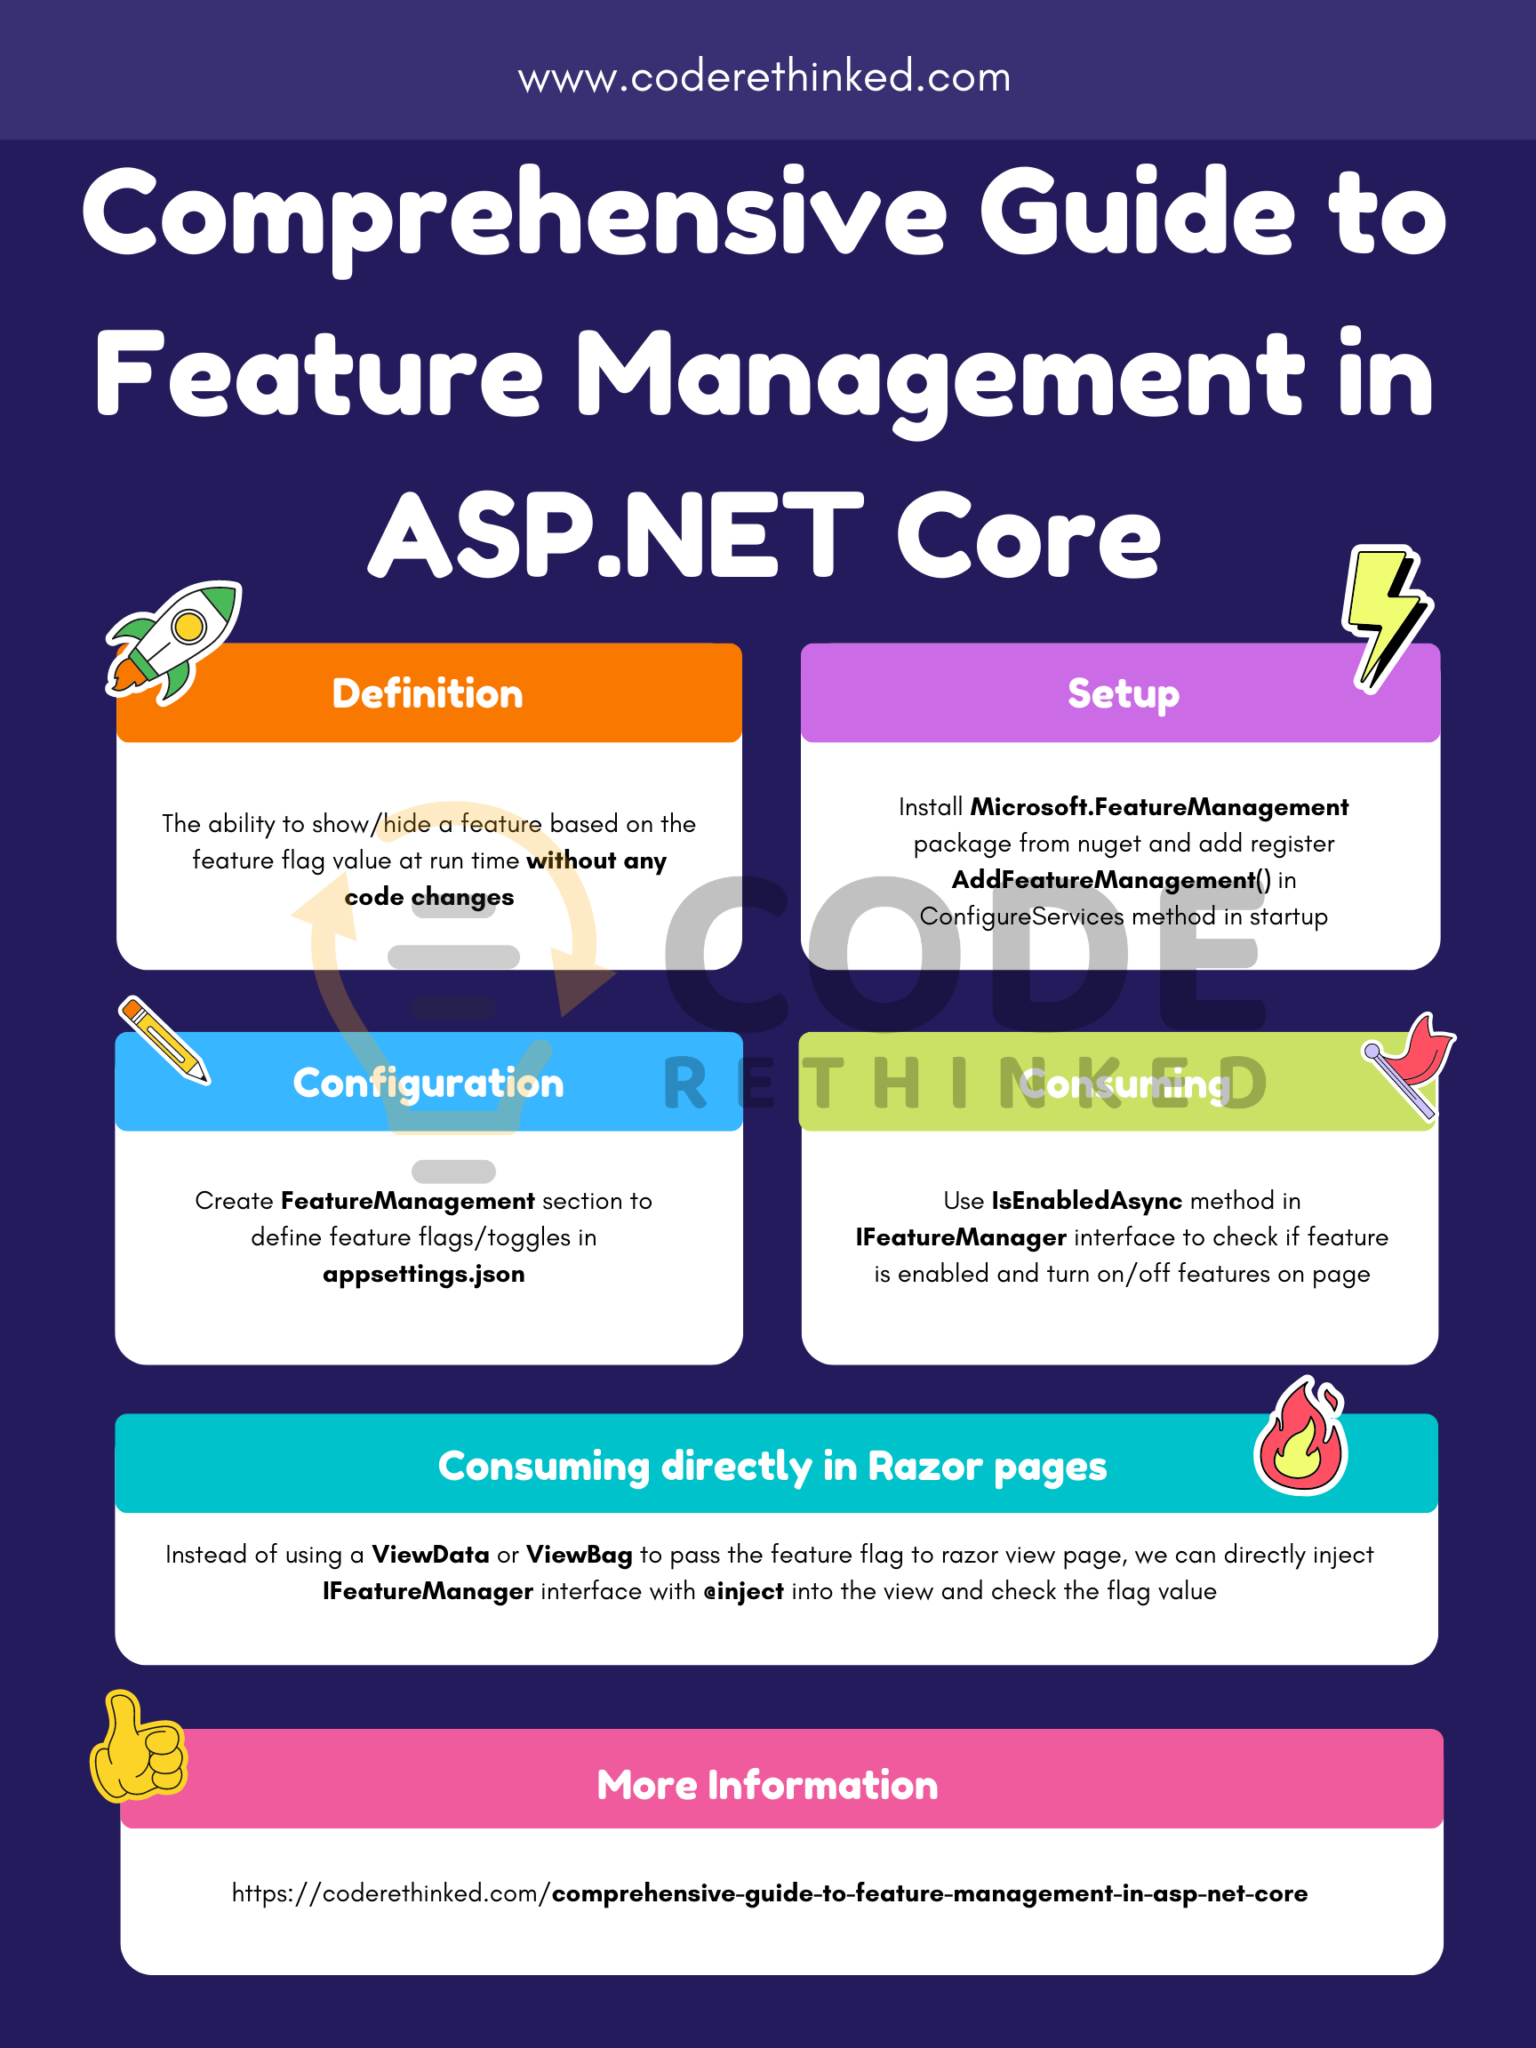 www.coderethinked.com
Comprehensive Guide to
Feature Management in
ASP.NET Core
Definition
The ability to show/hide a feature based on the
feature flag value at run time without any
code changes
Setup
Install Microsoft.FeatureManagement
package from nuget and add register
AddFeatureManagement() in
ConfigureServices method in startup
CODE
RETHINKED
Configuration
Create FeatureManagement section to
define feature flags/toggles in
appsettings.json
Consuming
Use IsEnabledAsync method in
IFeatureManager interface to check if feature
is enabled and turn on/off features on page
Consuming directly in Razor pages
Instead of using a ViewData or ViewBag to pass the feature flag to razor view page, we can directly inject
IFeatureManager interface with @inject into the view and check the flag value
More Information
https://coderethinked.com/comprehensive-guide-to-feature-management-in-asp-net-core